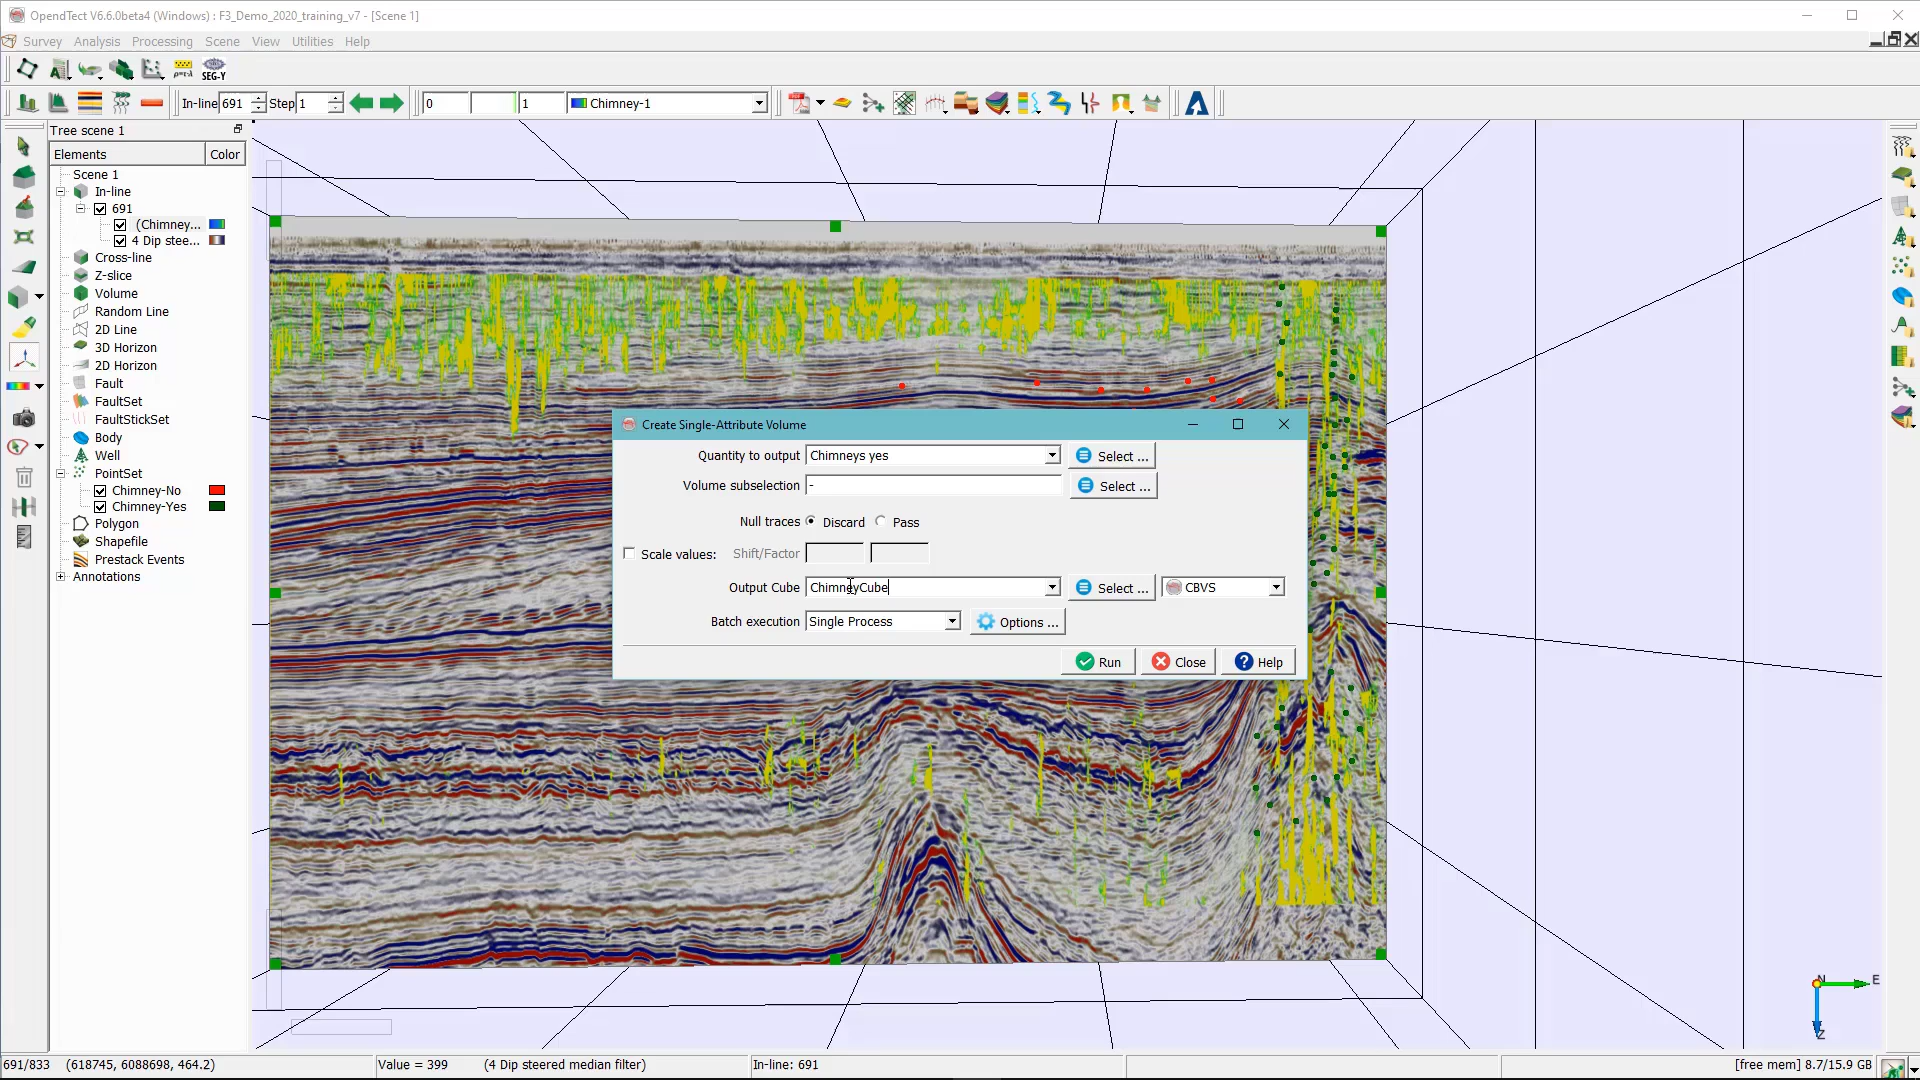 OpendTect V6.6.0beta4 (Windows) : F3_Demo_2020_training_v7 - [Scene 1]
Survey Analysis Processing Scene View Utilities Help
SEG-Y
In-line 691 Step 1 0 1 Chimney-1
Tree scene 1
Elements Color
Scene 1
In-line
691
(Chimney...
4 Dip stee...
Cross-line
Z-slice
Volume
Random Line
2D Line
3D Horizon
2D Horizon
Fault
FaultSet
FaultStickSet
Body
Well
PointSet
Chimney-No
Chimney-Yes
Polygon
Shapefile
Prestack Events
Annotations
Create Single-Attribute Volume
Quantity to output Chimneys yes Select ...
Volume subselection - Select ...
Null traces Discard Pass
Scale values: Shift/Factor
Output Cube ChimneyCube Select ... CBVS
Batch execution Single Process Options ...
Run Close Help
N E
Z
691/833 (618745, 6088698, 464.2) Value = 399 (4 Dip steered median filter) In-line: 691 [free mem] 8.7/15.9 GB